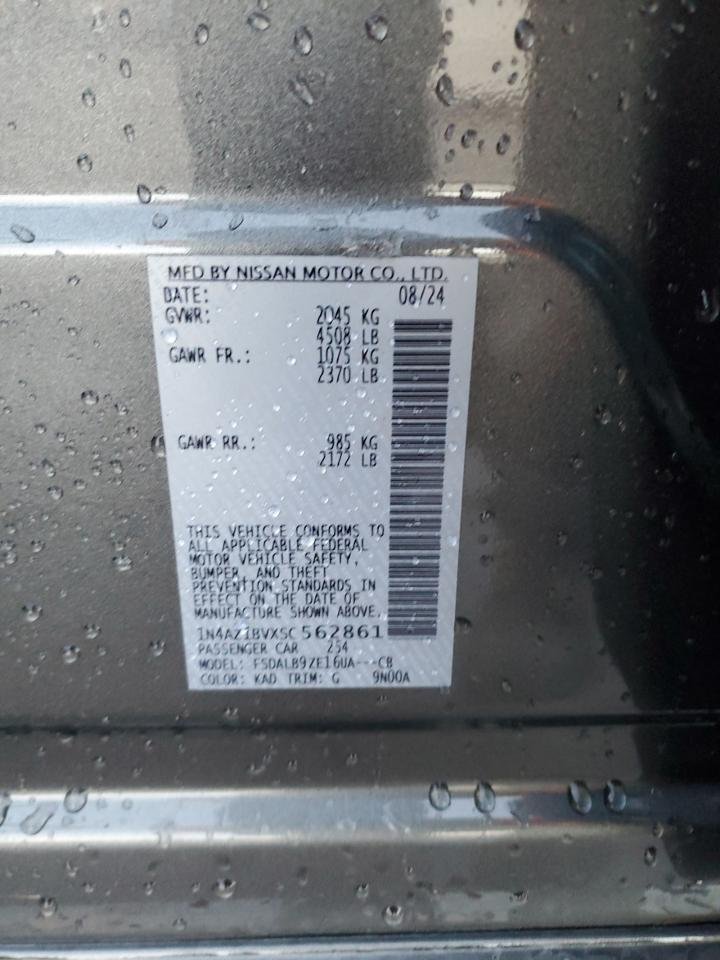 MFD BY NISSAN MOTOR CO., LTD.
DATE: 08/24
GVWR: 2045 KG
4508 LB
GAWR FR.: 1075 KG
2370 LB
GAWR RR.: 985 KG
2172 LB
THIS VEHICLE CONFORMS TO
ALL APPLICABLE FEDERAL
MOTOR VEHICLE SAFETY,
BUMPER, AND THEFT
PREVENTION STANDARDS IN
EFFECT ON THE DATE OF
MANUFACTURE SHOWN ABOVE.
1N4AZ1BVXSC562861
PASSENGER CAR 254
MODEL: FSDALB9ZE16UA---CB
COLOR: KAD TRIM: G 9N00A